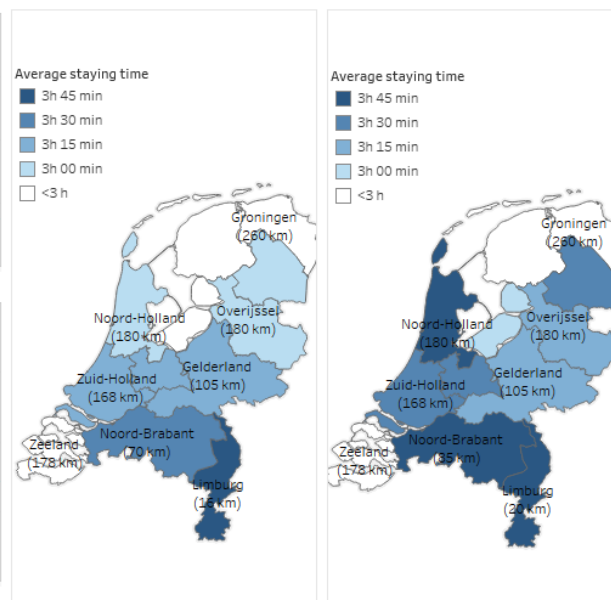 Average staying time
3h 45 min
3h 30 min
3h 15 min
3h 00 min
<3 h
Groningen
(260 km)
Noord-Holland
(180 km)
Overijssel
(180 km)
Gelderland
(105 km)
Zuid-Holland
(168 km)
Noord-Brabant
(70 km)
Zeeland
(178 km)
Limburg
(16 km)
Average staying time
3h 45 min
3h 30 min
3h 15 min
3h 00 min
<3 h
Groningen
(260 km)
Noord-Holland
(180 km)
Overijssel
(180 km)
Gelderland
(105 km)
Zuid-Holland
(168 km)
Noord-Brabant
(85 km)
Zeeland
(178 km)
Limburg
(20 km)